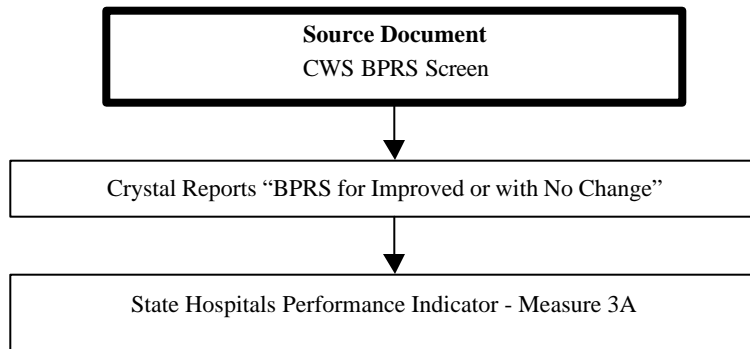 Source Document
CWS BPRS Screen
Crystal Reports “BPRS for Improved or with No Change”
State Hospitals Performance Indicator - Measure 3A